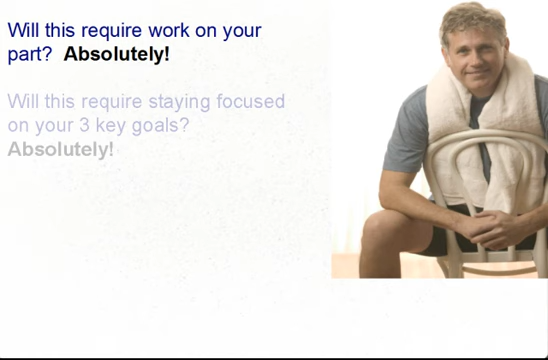 Will this require work on your
part?  Absolutely!
Will this require staying focused
on your 3 key goals?
Absolutely!